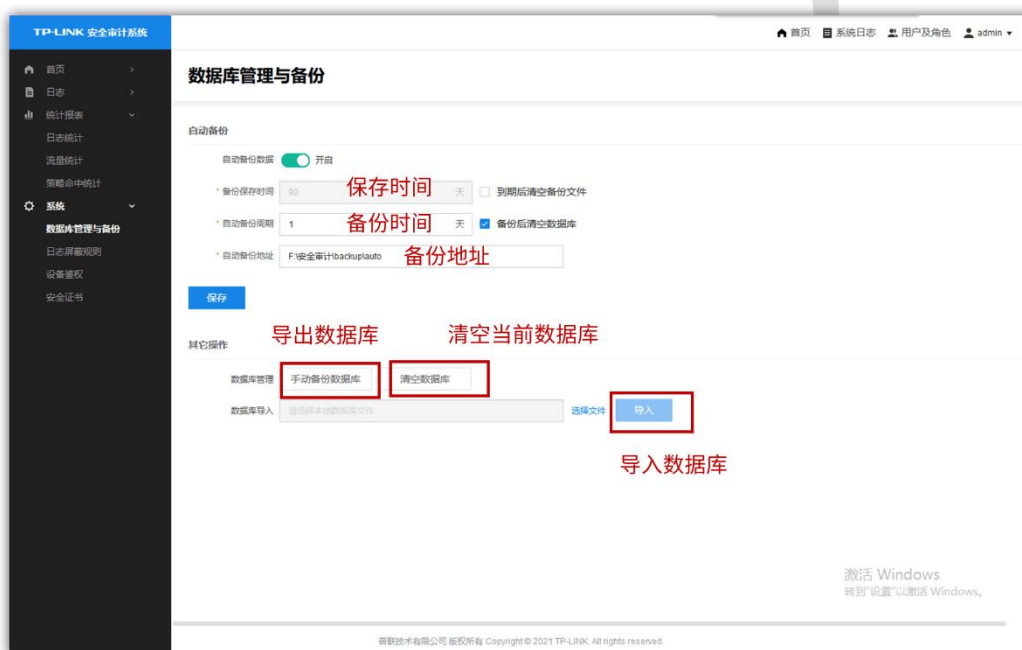 TP-LINK 安全审计系统
首页 系统日志 用户及角色 admin
首页
日志
统计报表
日志统计
流量统计
策略命中统计
系统
数据库管理与备份
日志屏蔽规则
设备鉴权
安全证书
数据库管理与备份
自动备份
自动备份数据 开启
* 备份保存时间 90 保存时间 天 到期后清空备份文件
* 自动备份周期 1 备份时间 天 备份后清空数据库
* 自动备份地址 F:\安全审计\backup\auto 备份地址
保存
导出数据库 清空当前数据库
其它操作
数据库管理 手动备份数据库 清空数据库
数据库导入 请选择本地数据库文件 选择文件 导入
导入数据库
激活 Windows
转到"设置"以激活 Windows。
普联技术有限公司 版权所有 Copyright © 2021 TP-LINK. All rights reserved.